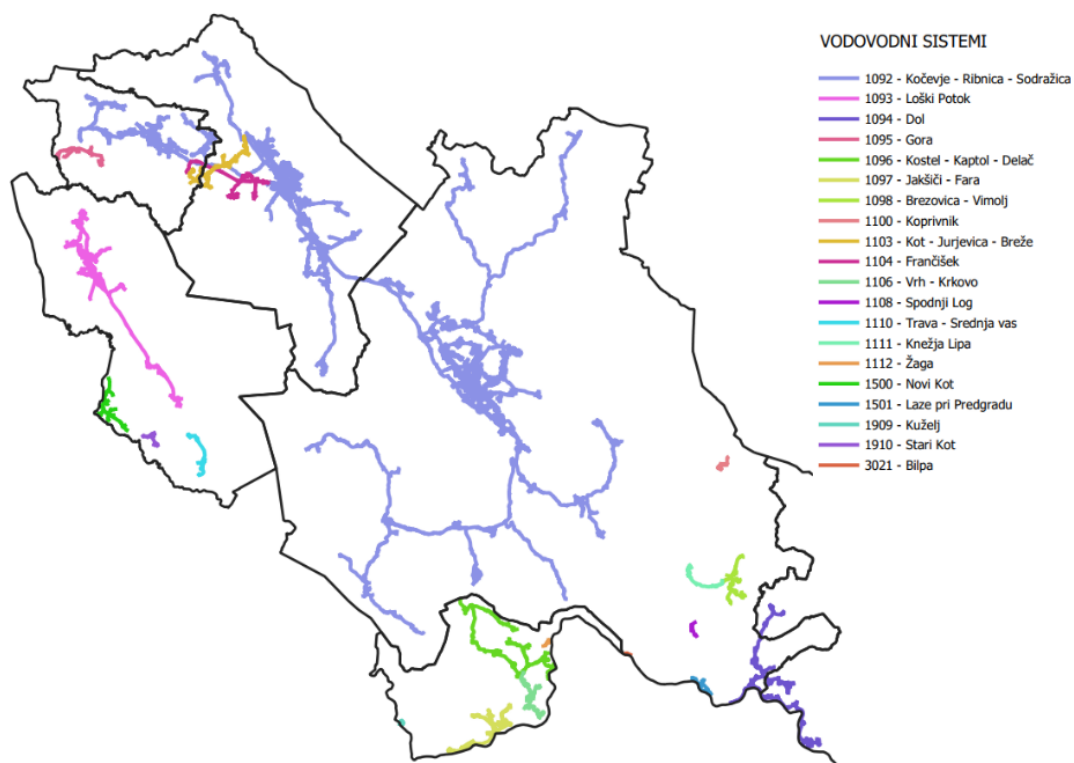 VODOVODNI SISTEMI
1092 - Kočevje - Ribnica - Sodražica
1093 - Loški Potok
1094 - Dol
1095 - Gora
1096 - Kostel - Kaptol - Delač
1097 - Jakšiči - Fara
1098 - Brezovica - Vimolj
1100 - Koprivnik
1103 - Kot - Jurjevica - Breže
1104 - Frančišek
1106 - Vrh - Krkovo
1108 - Spodnji Log
1110 - Trava - Srednja vas
1111 - Knežja Lipa
1112 - Žaga
1500 - Novi Kot
1501 - Laze pri Predgradu
1909 - Kuželj
1910 - Stari Kot
3021 - Bilpa